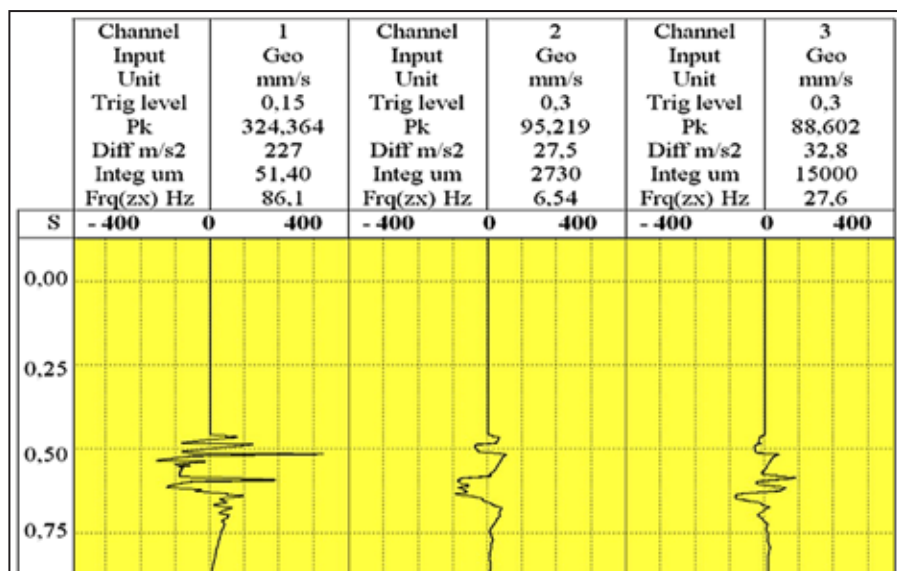 Channel 1 Channel 2 Channel 3
Input Geo Input Geo Input Geo
Unit mm/s Unit mm/s Unit mm/s
Trig level 0,15 Trig level 0,3 Trig level 0,3
Pk 324,364 Pk 95,219 Pk 88,602
Diff m/s2 227 Diff m/s2 27,5 Diff m/s2 32,8
Integ um 51,40 Integ um 2730 Integ um 15000
Frq(zx) Hz 86,1 Frq(zx) Hz 6,54 Frq(zx) Hz 27,6
S - 400 0 400 - 400 0 400 - 400 0 400
0,00
0,25
0,50
0,75